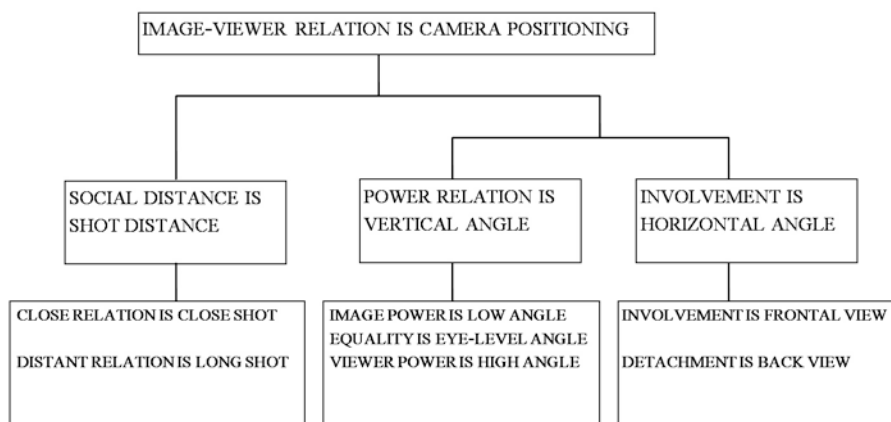 IMAGE-VIEWER RELATION IS CAMERA POSITIONING
SOCIAL DISTANCE IS
SHOT DISTANCE
POWER RELATION IS
VERTICAL ANGLE
INVOLVEMENT IS
HORIZONTAL ANGLE
CLOSE RELATION IS CLOSE SHOT
DISTANT RELATION IS LONG SHOT
IMAGE POWER IS LOW ANGLE
EQUALITY IS EYE-LEVEL ANGLE
VIEWER POWER IS HIGH ANGLE
INVOLVEMENT IS FRONTAL VIEW
DETACHMENT IS BACK VIEW